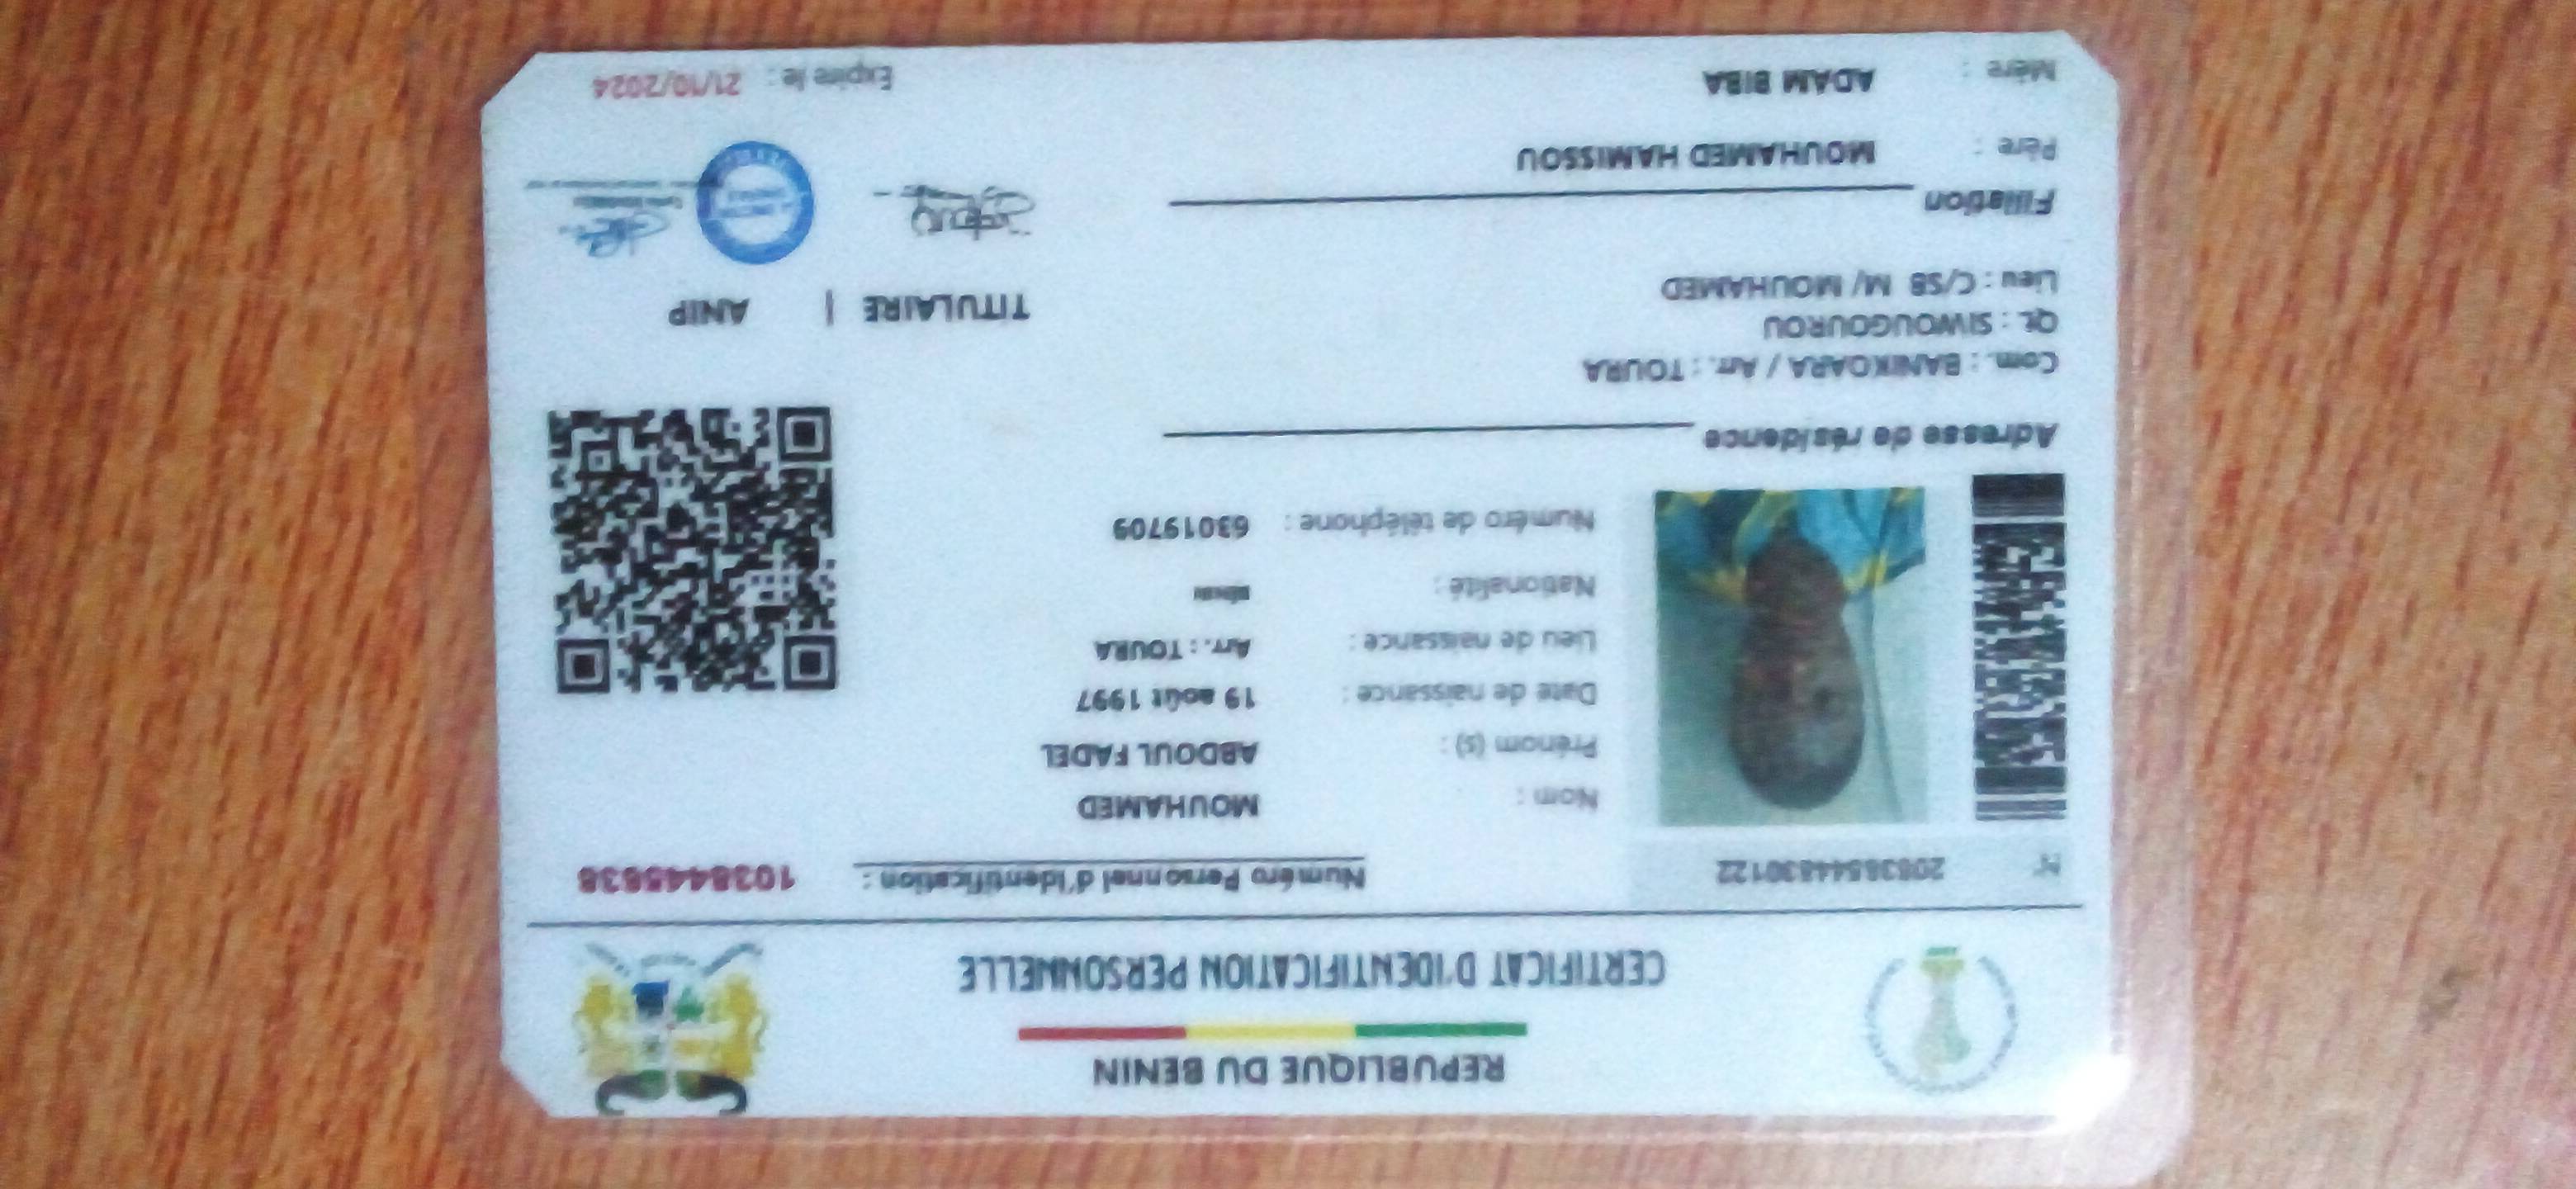 REPUBLIQUE DU BENIN
CERTIFICAT D'IDENTIFICATION PERSONNELLE
N° 2083844830122
Numéro Personnel d'Identification : 1038445638
Nom : MOUHAMED
Prénom (s) : ABDOUL FADEL
Date de naissance : 19 août 1997
Lieu de naissance : Arr. : TOURA
Nationalité :
Numéro de téléphone : 63019709
Adresse de résidence
Com. : BANIKOARA / Arr. : TOURA
Qt. : SIWOUGOUROU
Lieu : C/SB M/ MOUHAMED
TITULAIRE | ANIP
Filiation
Père : MOUHAMED HAMISSOU
Mère : ADAM BIBA
Expire le : 21/10/2024